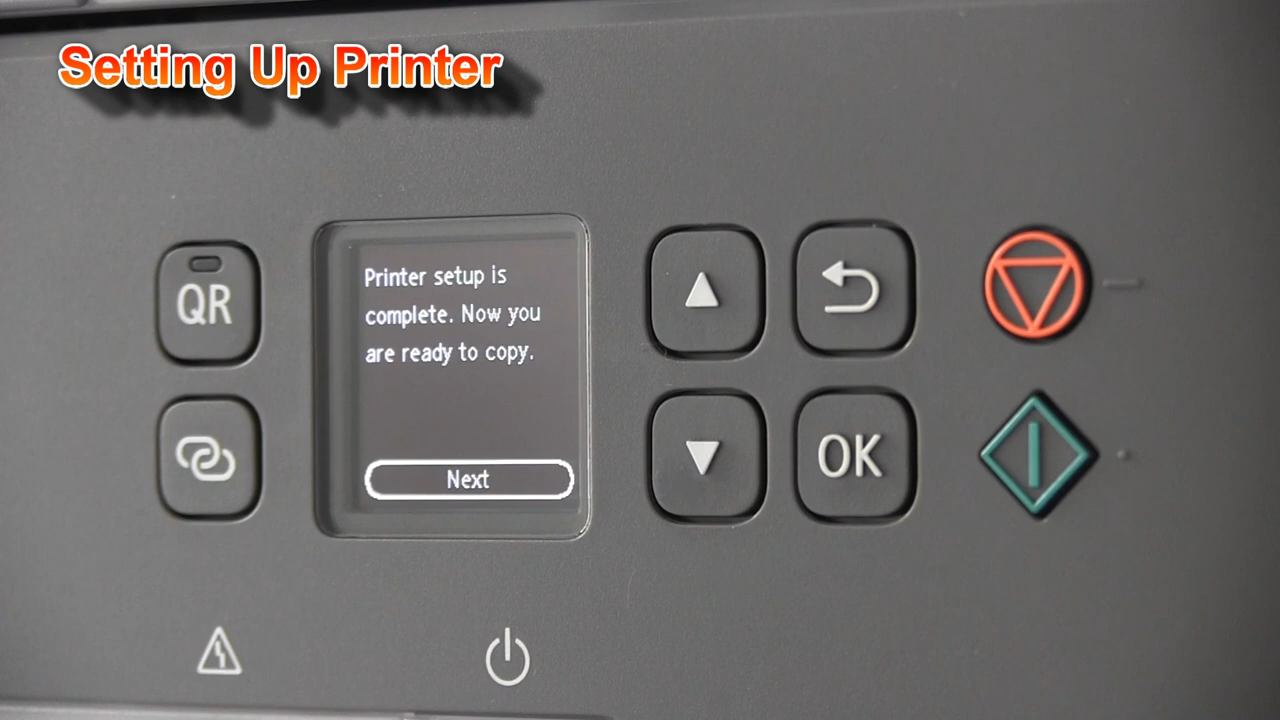 Setting Up Printer
QR
Printer setup is
complete. Now you
are ready to copy.
Next
OK